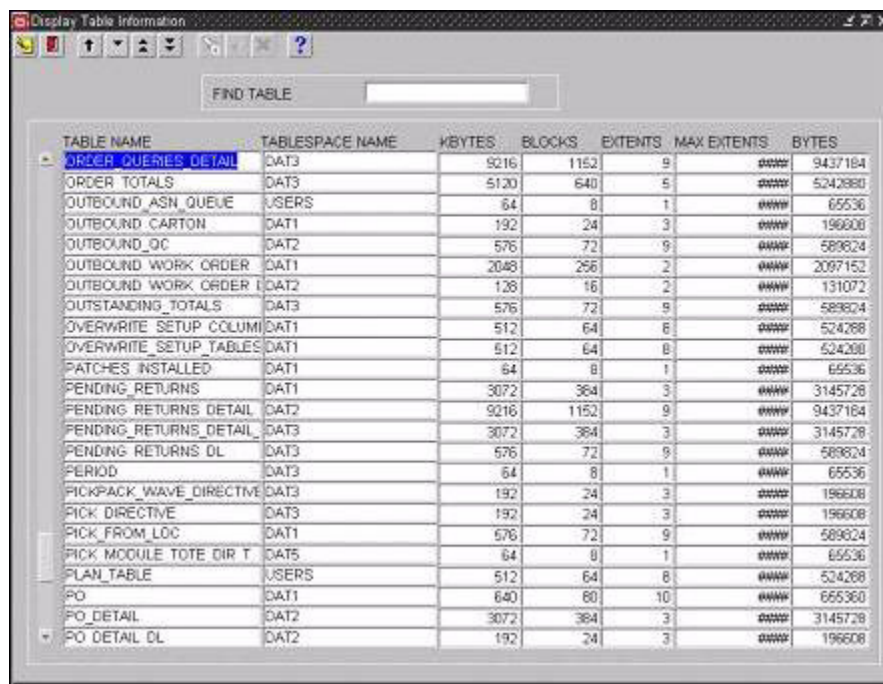 Display Table Information
?
FIND TABLE
TABLE NAME TABLESPACE NAME KBYTES BLOCKS EXTENTS MAX EXTENTS BYTES
ORDER_QUERIES_DETAIL DAT3 9216 1152 9 #### 9437184
ORDER_TOTALS DAT3 5120 640 5 #### 5242880
OUTBOUND_ASN_QUEUE USERS 64 8 1 #### 65536
OUTBOUND_CARTON DAT1 192 24 3 #### 196608
OUTBOUND_QC DAT2 576 72 9 #### 589824
OUTBOUND_WORK_ORDER DAT1 2048 256 2 #### 2097152
OUTBOUND_WORK_ORDER_ DAT2 128 16 2 #### 131072
OUTSTANDING_TOTALS DAT3 576 72 9 #### 589824
OVERWRITE_SETUP_COLUM DAT1 512 64 8 #### 524288
OVERWRITE_SETUP_TABLES DAT1 512 64 8 #### 524288
PATCHES_INSTALLED DAT1 64 8 1 #### 65536
PENDING_RETURNS DAT1 3072 384 3 #### 3145728
PENDING_RETURNS_DETAIL DAT2 9216 1152 9 #### 9437184
PENDING_RETURNS_DETAIL_ DAT3 3072 384 3 #### 3145728
PENDING_RETURNS_DL DAT3 576 72 9 #### 589824
PERIOD DAT3 64 8 1 #### 65536
PICKPACK_WAVE_DIRECTIVE DAT3 192 24 3 #### 196608
PICK_DIRECTIVE DAT3 192 24 3 #### 196608
PICK_FROM_LOC DAT1 576 72 9 #### 589824
PICK_MODULE_TOTE_DIR_T DAT5 64 8 1 #### 65536
PLAN_TABLE USERS 512 64 8 #### 524288
PO DAT1 640 80 10 #### 655360
PO_DETAIL DAT2 3072 384 3 #### 3145728
PO_DETAIL_DL DAT2 192 24 3 #### 196608